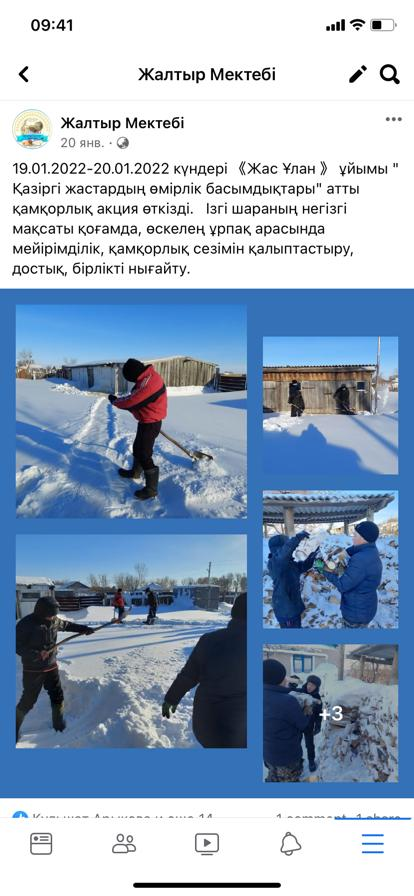 09:41
Жалтыр Мектебі
Жалтыр Мектебі
20 янв. ·
19.01.2022-20.01.2022 күндері 《Жас Ұлан 》 ұйымы "
Қазіргі жастардың өмірлік басымдықтары" атты
қамқорлық акция өткізді. Ізгі шараның негізгі
мақсаты қоғамда, өскелең ұрпақ арасында
мейірімділік, қамқорлық сезімін қалыптастыру,
достық, бірлікті нығайту.
+3